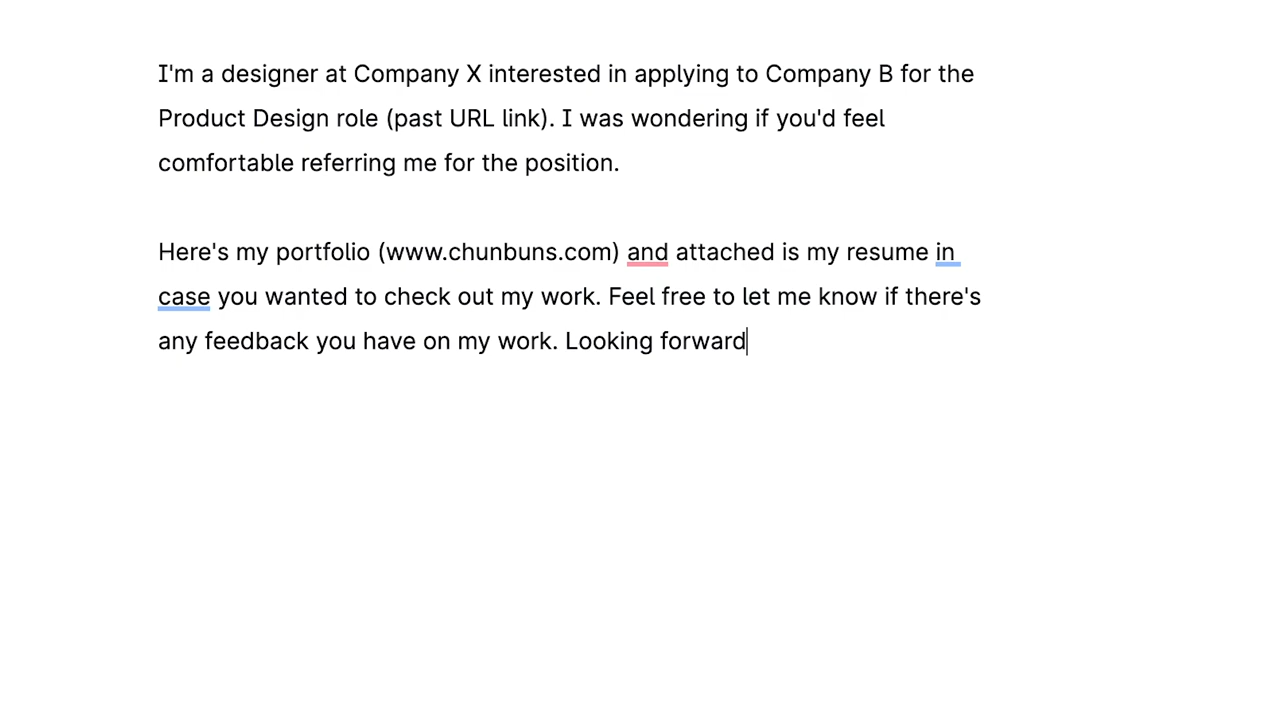 I'm a designer at Company X interested in applying to Company B for the
Product Design role (past URL link). I was wondering if you'd feel
comfortable referring me for the position.
Here's my portfolio (www.chunbuns.com) and attached is my resume in
case you wanted to check out my work. Feel free to let me know if there's
any feedback you have on my work. Looking forward